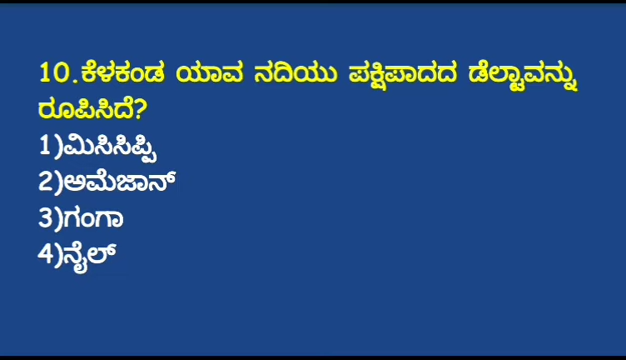 10.ಕೆಳಕಂಡ ಯಾವ ನದಿಯು ಪಕ್ಷಿಪಾದದ ಡೆಲ್ಟಾವನ್ನು
ರೂಪಿಸಿದೆ?
1)ಮಿಸಿಸಿಪ್ಪಿ
2)ಅಮೆಜಾನ್
3)ಗಂಗಾ
4)ನೈಲ್